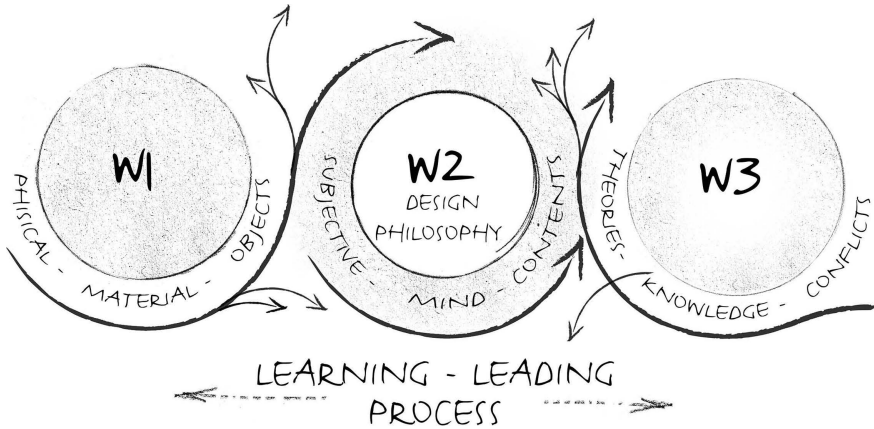 W1
PHISICAL - MATERIAL - OBJECTS
W2
DESIGN
PHILOSOPHY
SUBJECTIVE - MIND - CONTENTS
W3
THEORIES - KNOWLEDGE - CONFLICTS
LEARNING - LEADING
PROCESS